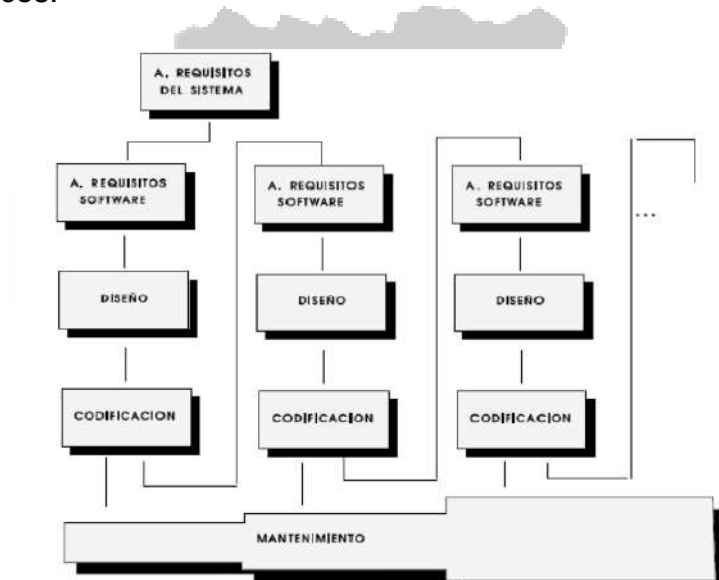 A. REQUISITOS
DEL SISTEMA
A. REQUISITOS
SOFTWARE
A. REQUISITOS
SOFTWARE
A. REQUISITOS
SOFTWARE
...
DISEÑO
DISEÑO
DISEÑO
CODIFICACION
CODIFICACION
CODIFICACION
MANTENIMIENTO